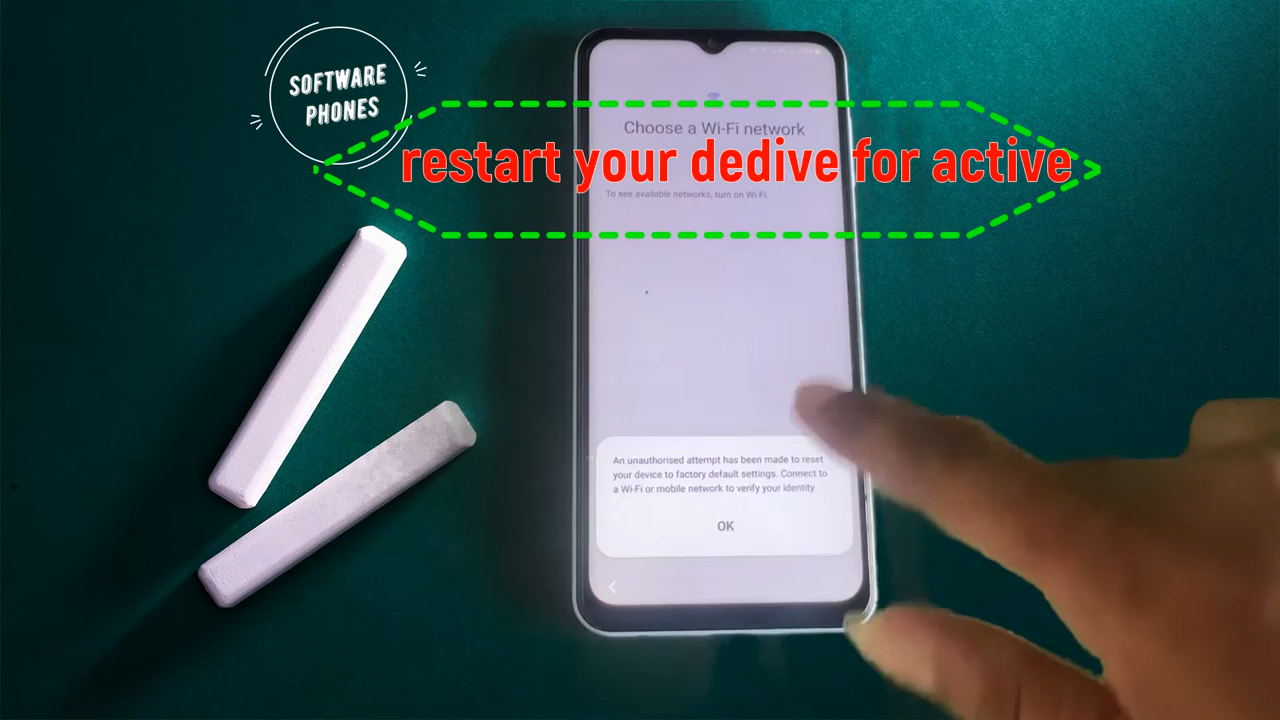 SOFTWARE
PHONES
Choose a Wi-Fi network
restart your dedive for active
To see available networks, turn on Wi-Fi.
An unauthorised attempt has been made to reset
your device to factory default settings. Connect to
a Wi-Fi or mobile network to verify your identity
OK